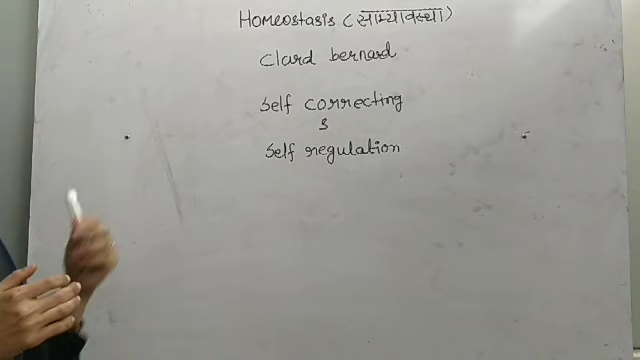 Homeostasis (साम्यावस्था)
Clard bernard
Self correcting
&
Self regulation